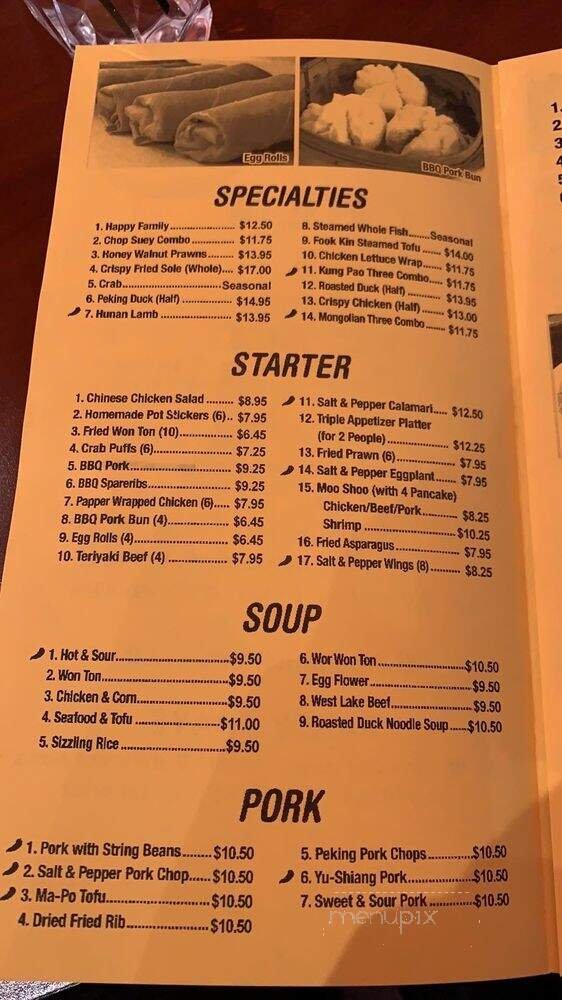 Egg Rolls
BBQ Pork Bun
SPECIALTIES
1. Happy Family...................... $12.50
2. Chop Suey Combo............... $11.75
3. Honey Walnut Prawns.......... $13.95
4. Crispy Fried Sole (Whole).... $17.00
5. Crab................................Seasonal
6. Peking Duck (Half) ................ $14.95
7. Hunan Lamb ....................... $13.95
8. Steamed Whole Fish.......Seasonal
9. Fook Kin Steamed Tofu ...... $14.00
10. Chicken Lettuce Wrap...... $11.75
11. Kung Pao Three Combo.... $11.75
12. Roasted Duck (Half) .......... $13.95
13. Crispy Chicken (Half) ....... $13.00
14. Mongolian Three Combo...... $11.75
STARTER
1. Chinese Chicken Salad ......... $8.95
2. Homemade Pot Stickers (6).. $7.95
3. Fried Won Ton (10)................ $6.45
4. Crab Puffs (6)........................ $7.25
5. BBQ Pork.............................. $9.25
6. BBQ Spareribs...................... $9.25
7. Papper Wrapped Chicken (6)..... $7.95
8. BBQ Pork Bun (4).................. $6.45
9. Egg Rolls (4)......................... $6.45
10. Teriyaki Beef (4) ................. $7.95
11. Salt & Pepper Calamari.... $12.50
12. Triple Appetizer Platter
(for 2 People)................... $12.25
13. Fried Prawn (6)................... $7.95
14. Salt & Pepper Eggplant...... $7.95
15. Moo Shoo (with 4 Pancake)
Chicken/Beef/Pork........... $8.25
Shrimp ...........................$10.25
16. Fried Asparagus................... $7.95
17. Salt & Pepper Wings (8)......... $8.25
SOUP
1. Hot & Sour..............................$9.50
2. Won Ton..................................$9.50
3. Chicken & Corn........................$9.50
4. Seafood & Tofu .......................$11.00
5. Sizzling Rice ...........................$9.50
6. Wor Won Ton........................$10.50
7. Egg Flower............................$9.50
8. West Lake Beef......................$9.50
9. Roasted Duck Noodle Soup.....$10.50
PORK
1. Pork with String Beans........$10.50
2. Salt & Pepper Pork Chop......$10.50
3. Ma-Po Tofu...........................$10.50
4. Dried Fried Rib......................$10.50
5. Peking Pork Chops............$10.50
6. Yu-Shiang Pork..................$10.50
7. Sweet & Sour Pork .............$10.50
menupix